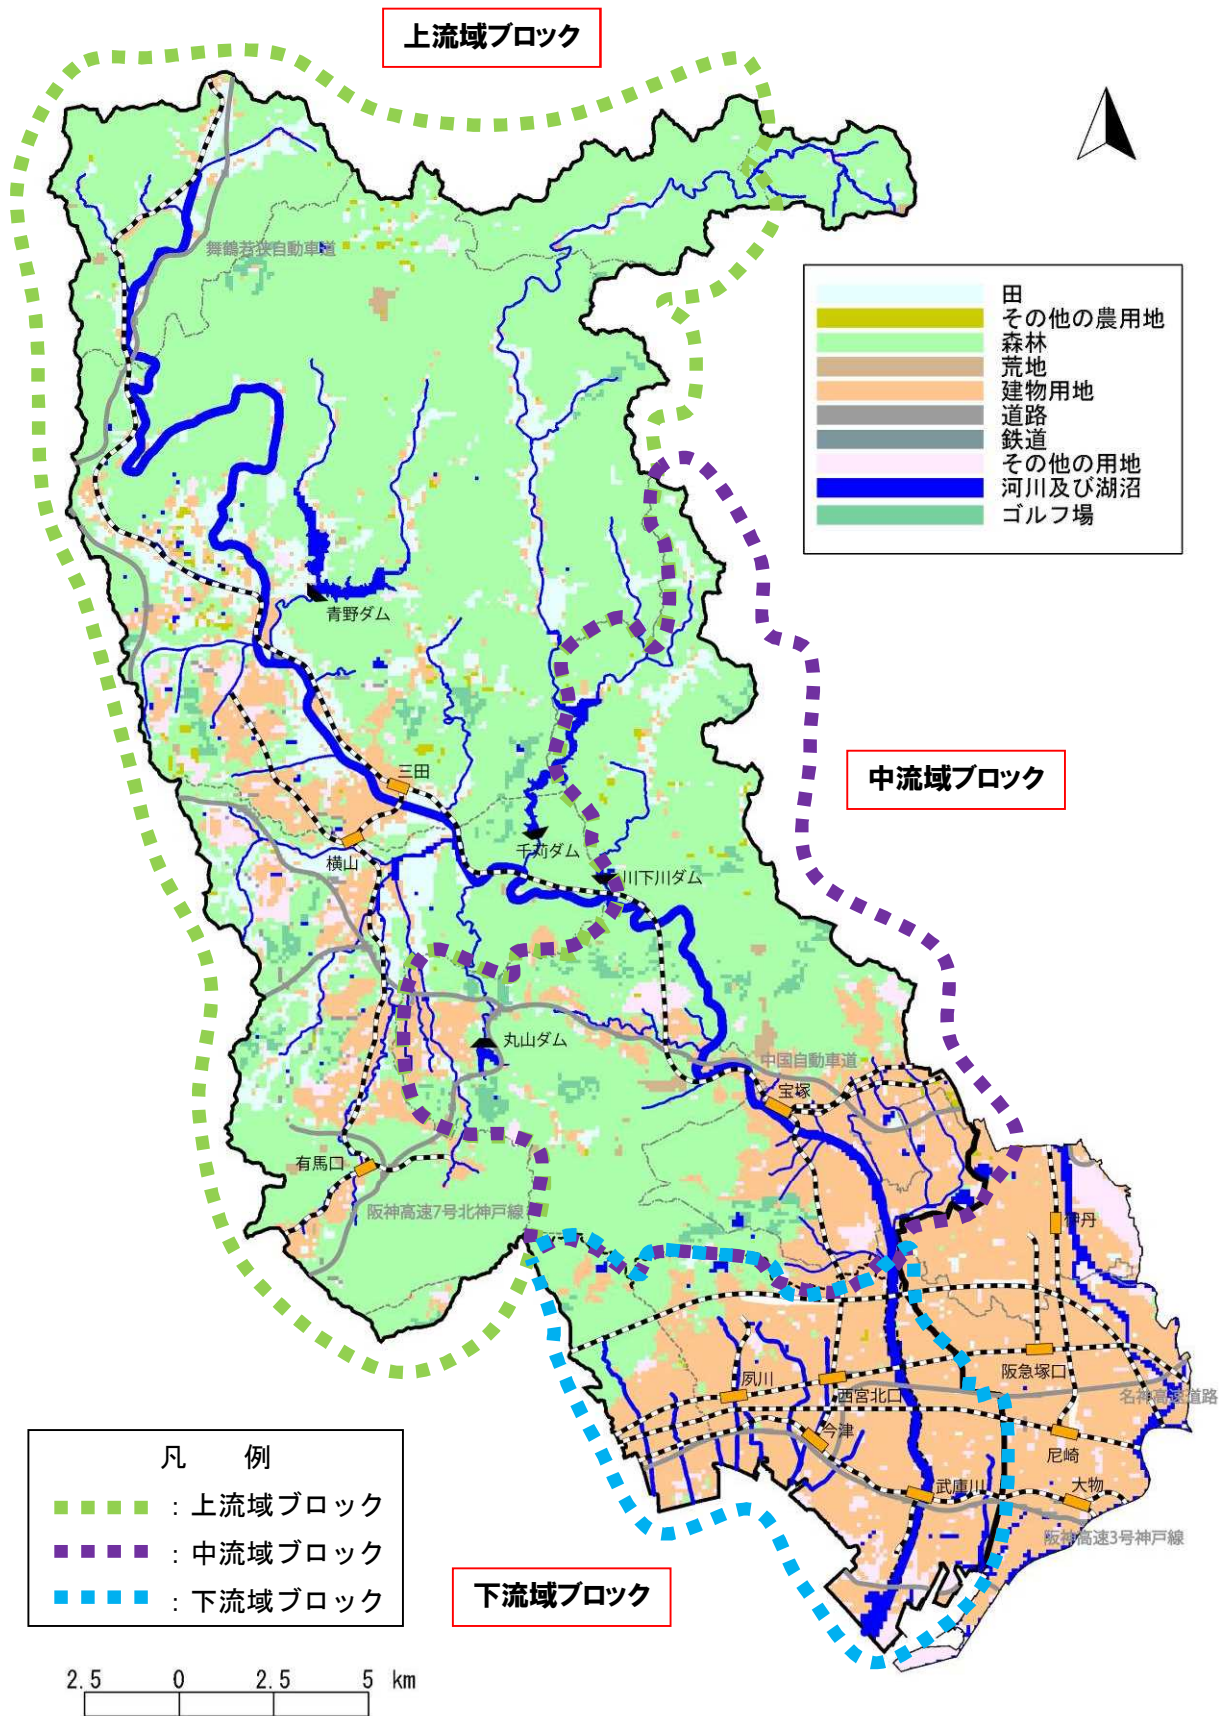 上流域ブロック
舞鶴若狭自動車道
田
その他の農用地
森林
荒地
建物用地
道路
鉄道
その他の用地
河川及び湖沼
ゴルフ場
青野ダム
三田
中流域ブロック
横山
千苅ダム
川下川ダム
丸山ダム
中国自動車道
宝塚
有馬口
阪神高速7号北神戸線
伊丹
夙川
西宮北口
阪急塚口
名神高速道路
今津
尼崎
武庫川
大物
阪神高速3号神戸線
凡 例
：上流域ブロック
：中流域ブロック
：下流域ブロック
下流域ブロック
2.5 0 2.5 5 km